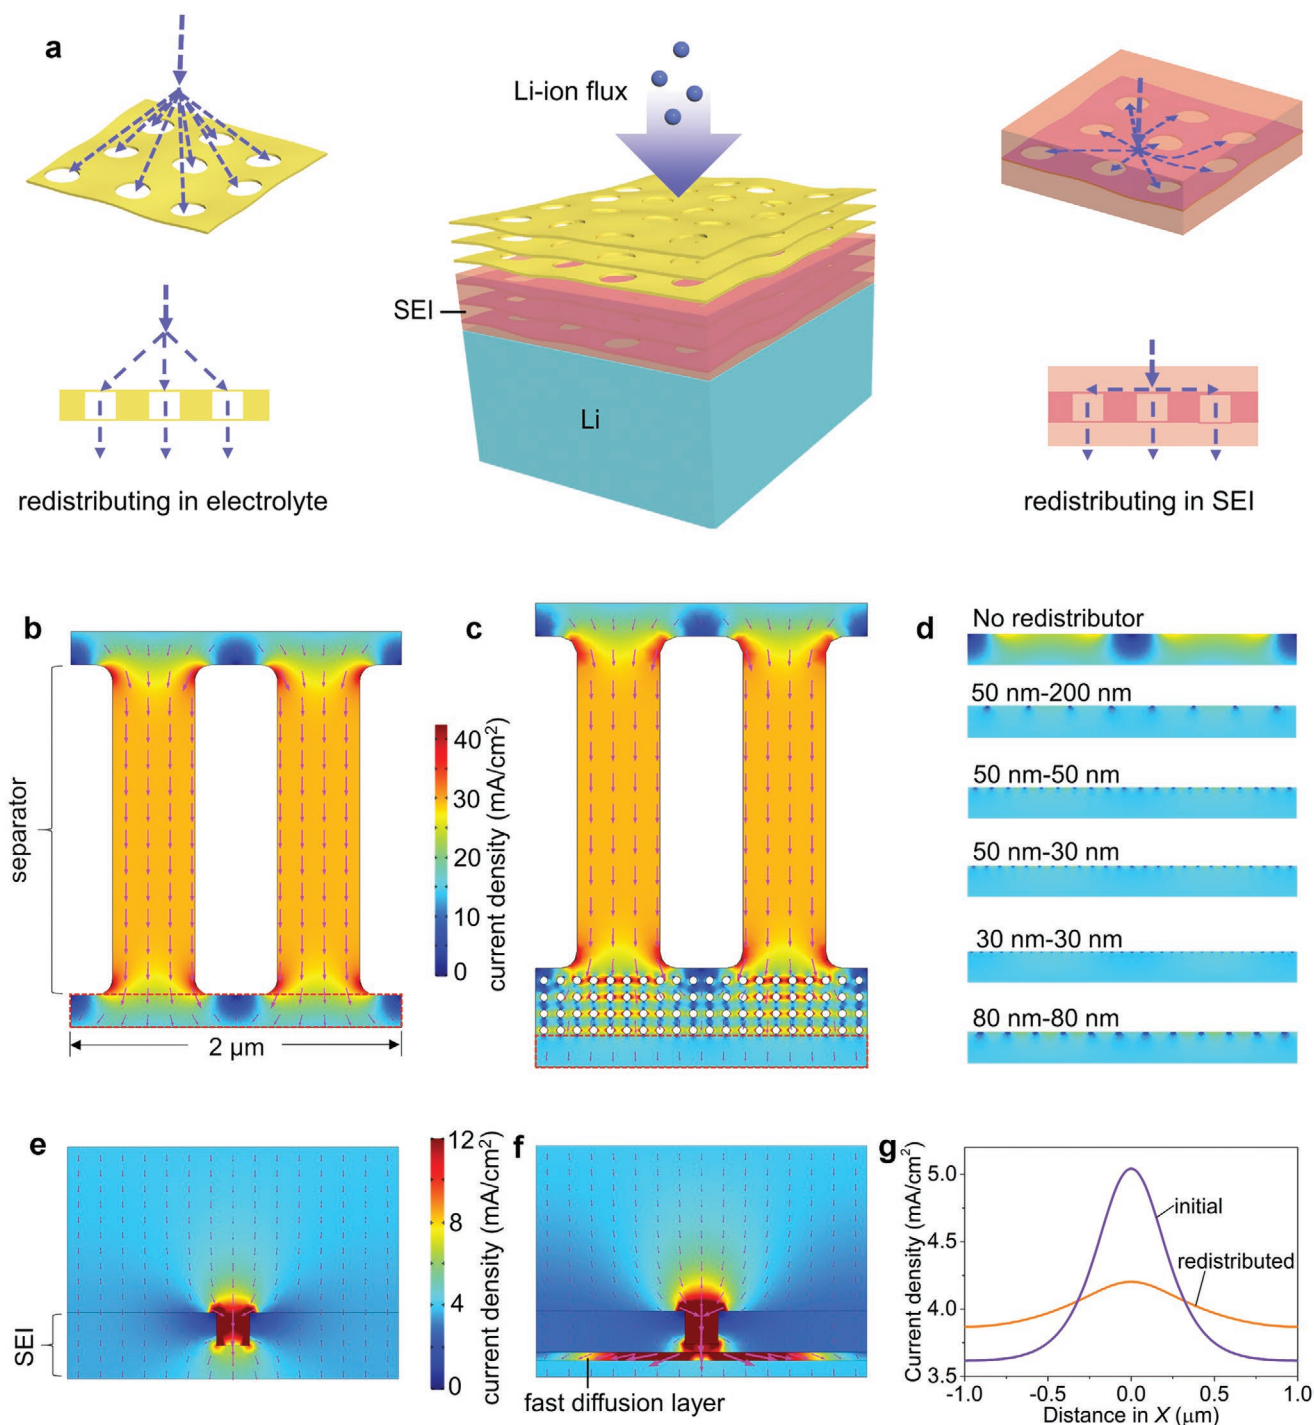 a
Li-ion flux
SEI
Li
redistributing in electrolyte
redistributing in SEI
b
separator
2 μm
40
30
20
10
0
current density (mA/cm²)
c
d
No redistributor
50 nm-200 nm
50 nm-50 nm
50 nm-30 nm
30 nm-30 nm
80 nm-80 nm
e
SEI
12
8
4
0
current density (mA/cm²)
f
fast diffusion layer
g
Current density (mA/cm²)
5.0
4.5
4.0
3.5
initial
redistributed
-1.0 -0.5 0.0 0.5 1.0
Distance in X (μm)